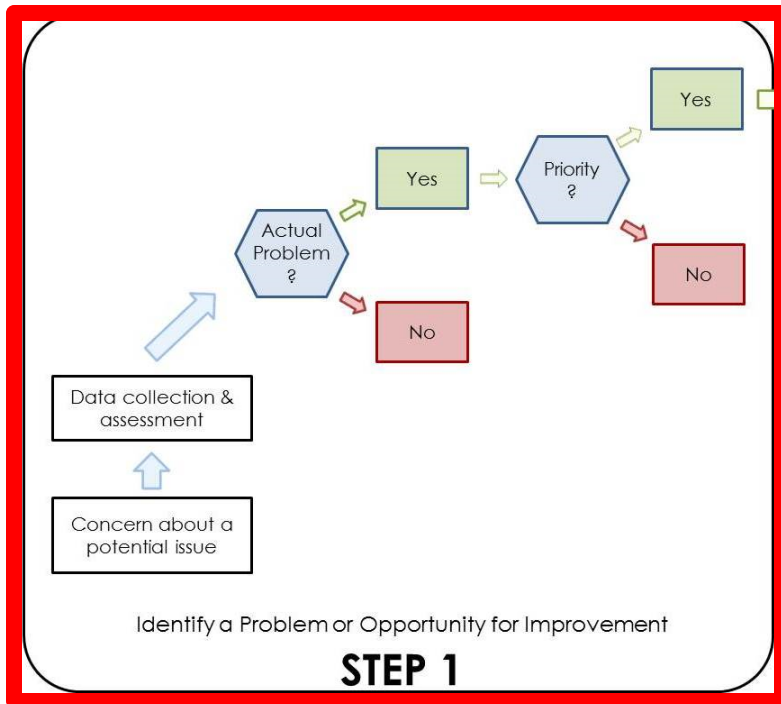 Yes
Yes
Priority
?
Actual
Problem
?
No
No
Data collection &
assessment
Concern about a
potential issue
Identify a Problem or Opportunity for Improvement
STEP 1